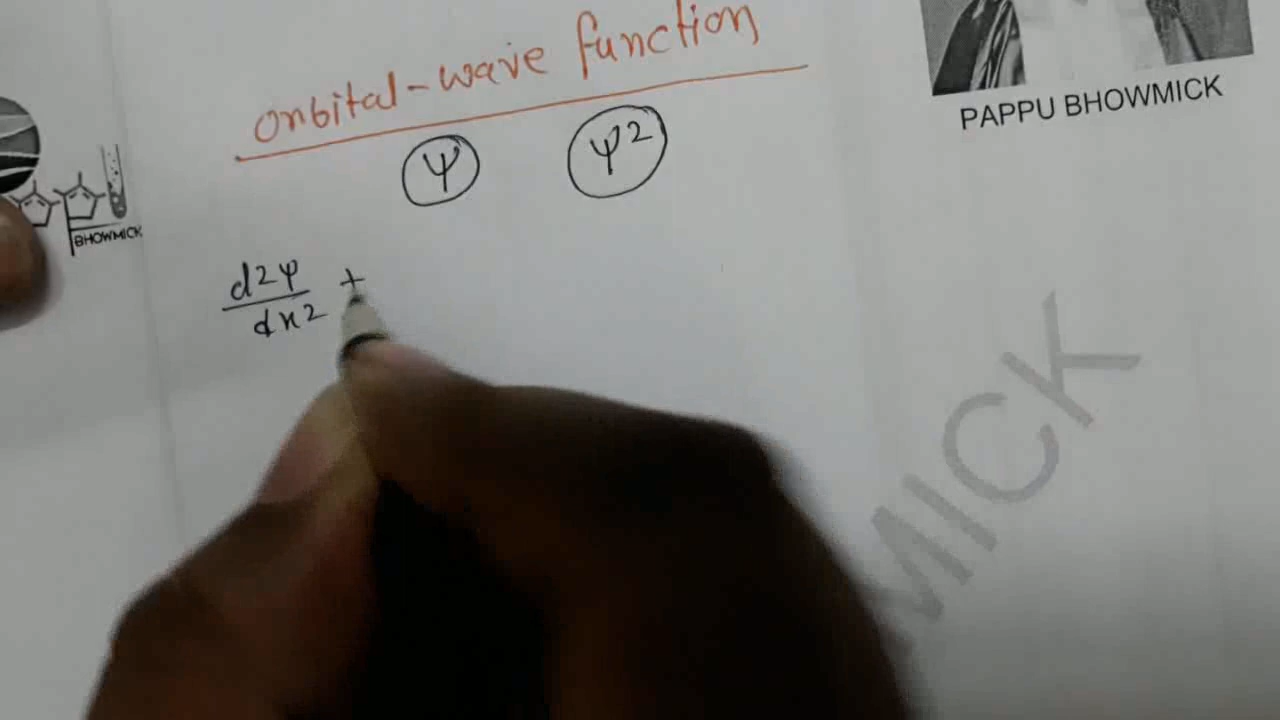 orbital-wave function
PAPPU BHOWMICK
ψ ψ2
BHOWMICK
d2ψ +
dx2
MICK